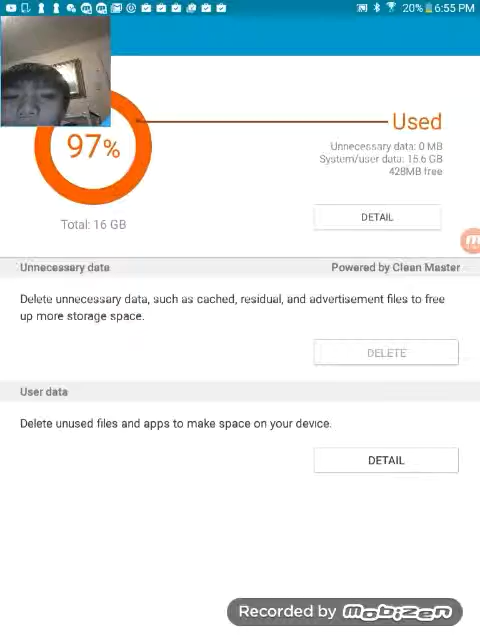 20% 6:55 PM
97%
Used
Unnecessary data: 0 MB
System/user data: 15.6 GB
428MB free
Total: 16 GB
DETAIL
Unnecessary data
Powered by Clean Master
Delete unnecessary data, such as cached, residual, and advertisement files to free
up more storage space.
DELETE
User data
Delete unused files and apps to make space on your device.
DETAIL
Recorded by mobizen